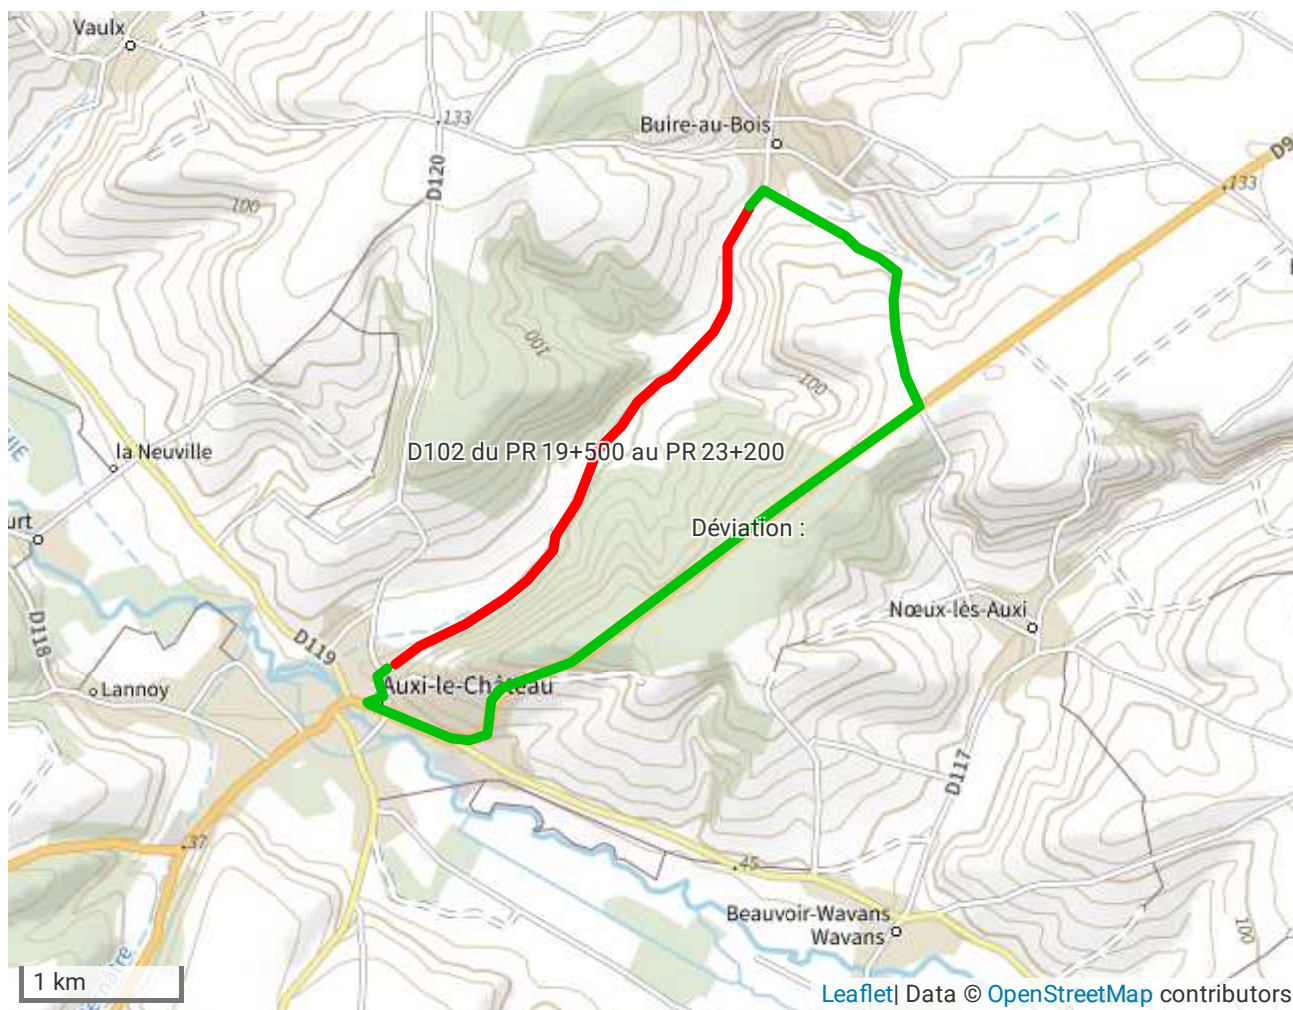 Vaulx
133
Buire-au-Bois
D9
133
D120
100
100
100
la Neuville
D102 du PR 19+500 au PR 23+200
Déviation :
urt
D118
D119
Nœux-lès-Auxi
Lannoy
Auxi-le-Château
D117
37
45
Beauvoir-Wavans
Wavans
100
1 km
Leaflet| Data © OpenStreetMap contributors